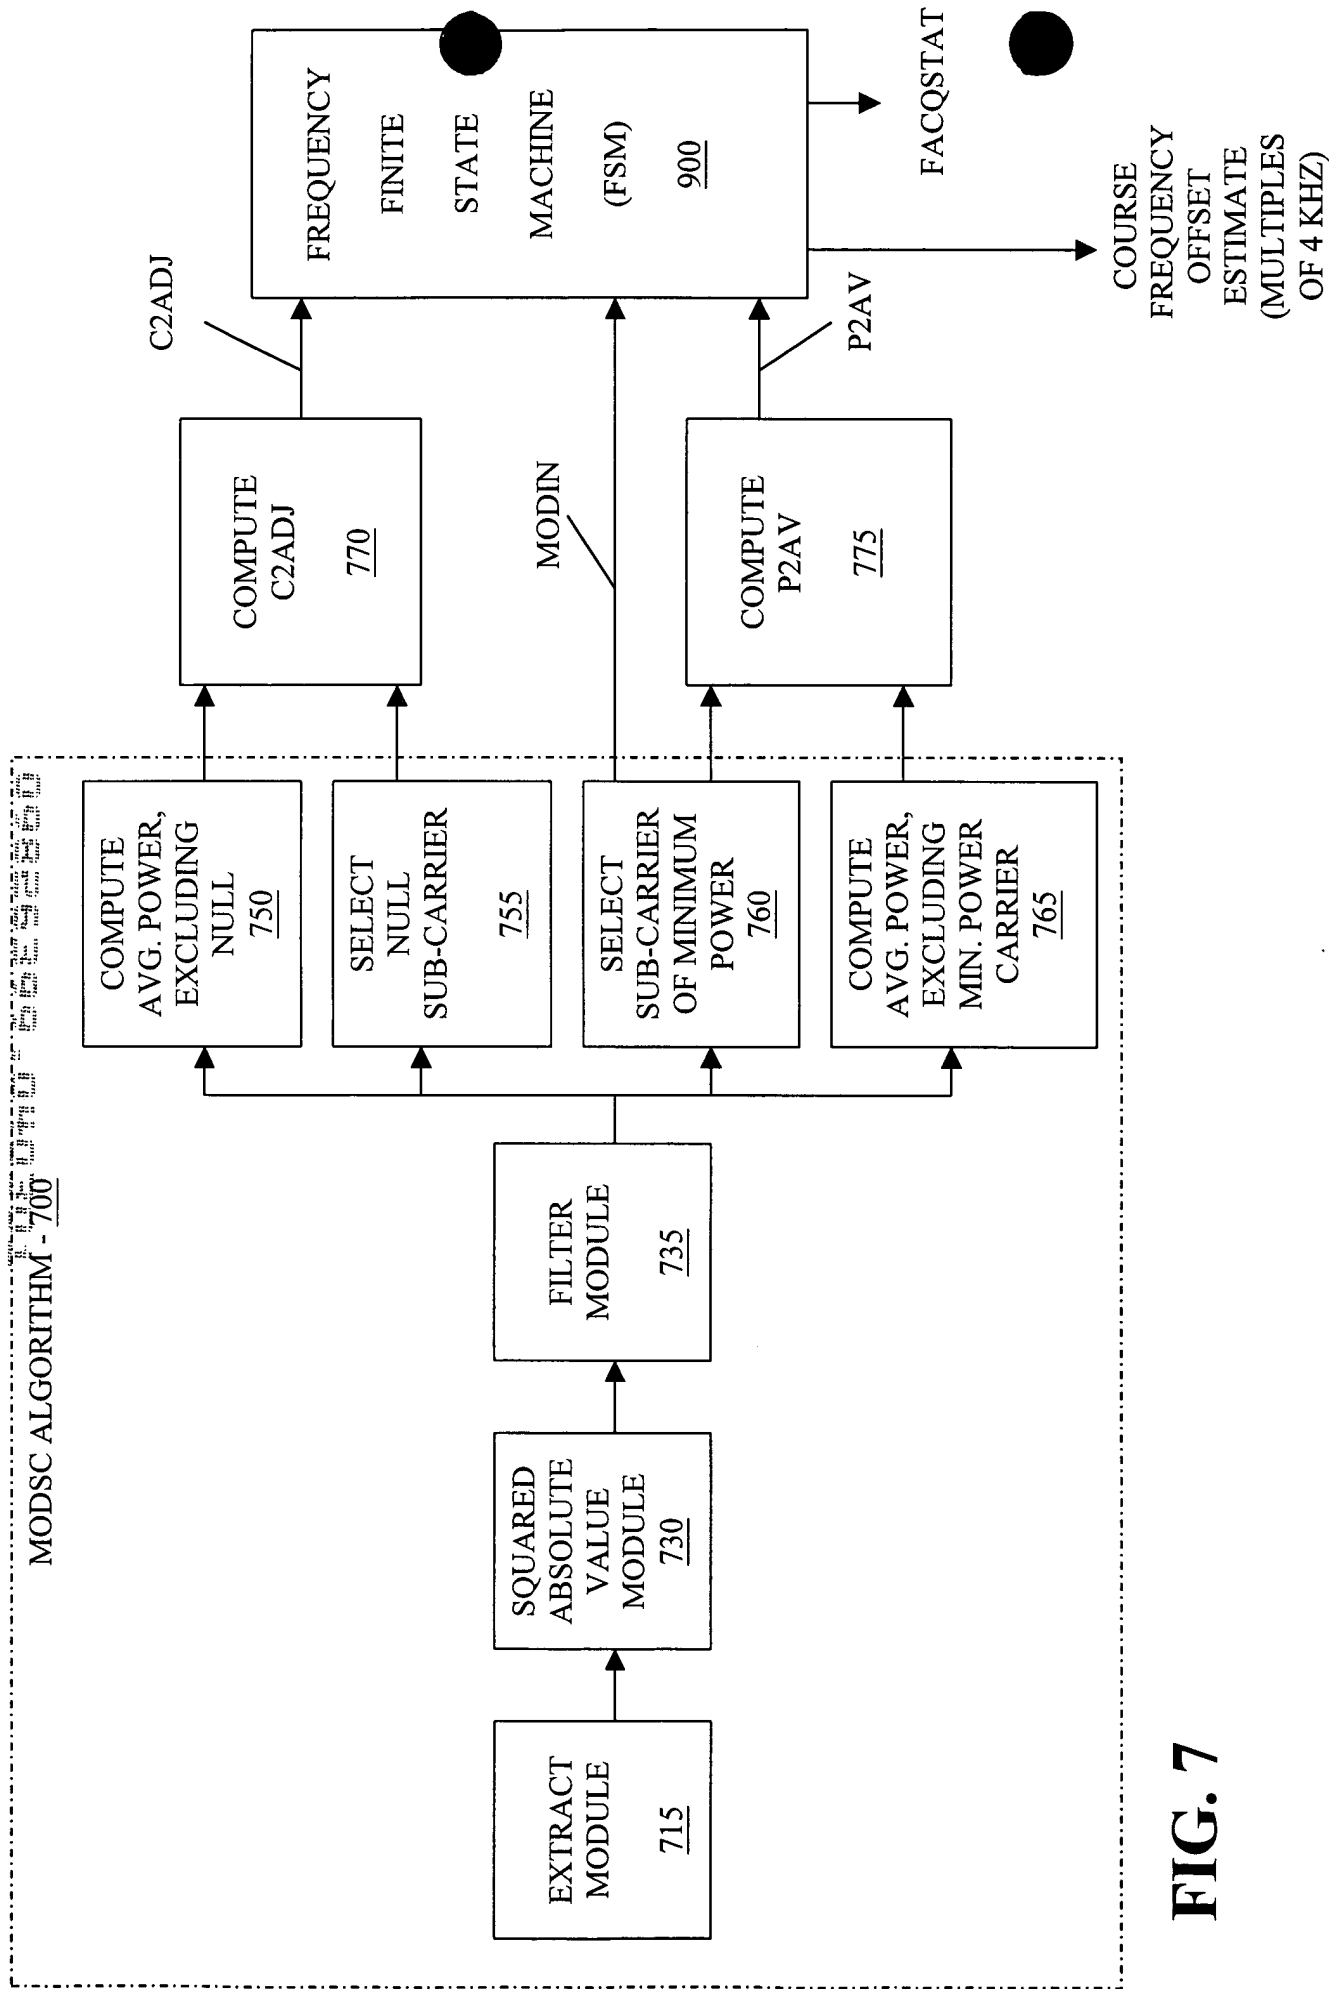 MODSC ALGORITHM - 700
EXTRACT
MODULE
715
SQUARED
ABSOLUTE
VALUE
MODULE
730
FILTER
MODULE
735
COMPUTE
AVG. POWER,
EXCLUDING
NULL
750
SELECT
NULL
SUB-CARRIER
755
SELECT
SUB-CARRIER
OF MINIMUM
POWER
760
COMPUTE
AVG. POWER,
EXCLUDING
MIN. POWER
CARRIER
765
COMPUTE
C2ADJ
770
MODIN
COMPUTE
P2AV
775
C2ADJ
P2AV
FREQUENCY
FINITE
STATE
MACHINE
(FSM)
900
FACQSTAT
COURSE
FREQUENCY
OFFSET
ESTIMATE
(MULTIPLES
OF 4 KHZ)
FIG. 7